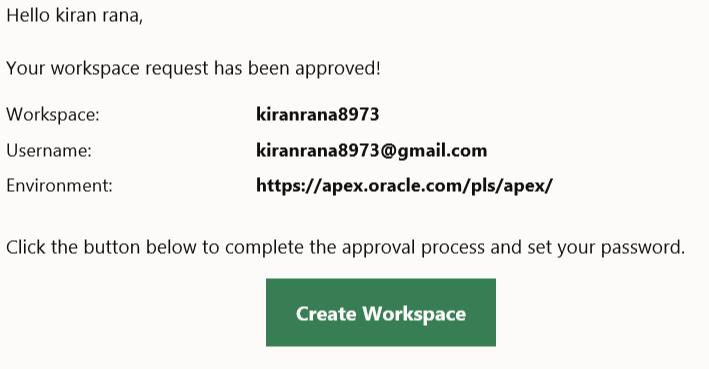 Hello kiran rana,
Your workspace request has been approved!
Workspace: kiranrana8973
Username: kiranrana8973@gmail.com
Environment: https://apex.oracle.com/pls/apex/
Click the button below to complete the approval process and set your password.
Create Workspace